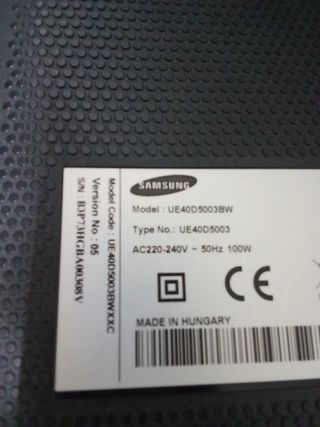 SAMSUNG
Model : UE40D5003BW
Type No.: UE40D5003
AC220-240V ~ 50Hz 100W
CE
MADE IN HUNGARY
Model Code : UE40D5003BWXXC
Version No : 05
S/N : B3P73HGBA00308V